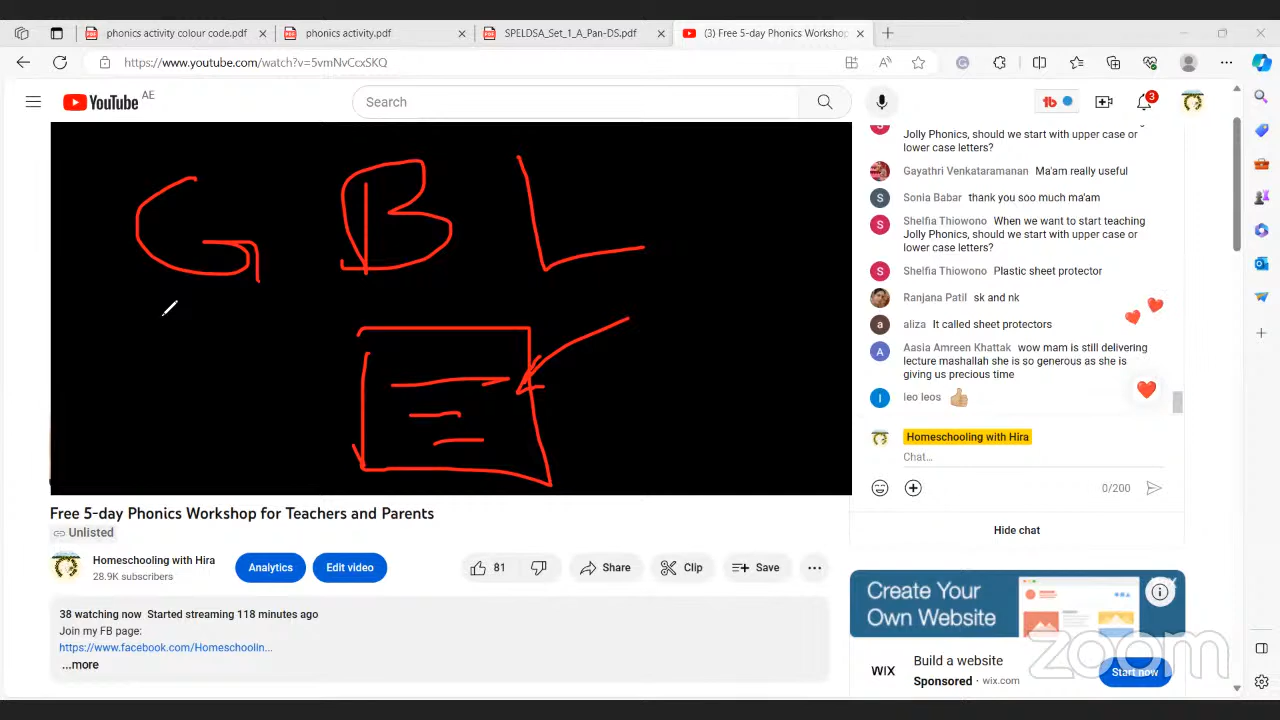 phonics activity colour code.pdf
phonics activity.pdf
SPELDSA_Set_1_A_Pan-DS.pdf
(3) Free 5-day Phonics Workshop
https://www.youtube.com/watch?v=5vmNvCcxSKQ
YouTube AE
Search
3
G B L
Jolly Phonics, should we start with upper case or
lower case letters?
Gayathri Venkataramanan Ma'am really useful
Sonia Babar thank you soo much ma'am
Shelfia Thiowono When we want to start teaching
Jolly Phonics, should we start with upper case or
lower case letters?
Shelfia Thiowono Plastic sheet protector
Ranjana Patil sk and nk
aliza It called sheet protectors
Aasia Amreen Khattak wow mam is still delivering
lecture mashallah she is so generous as she is
giving us precious time
leo leos
Homeschooling with Hira
Chat...
0/200
Hide chat
Free 5-day Phonics Workshop for Teachers and Parents
Unlisted
Homeschooling with Hira
28.9K subscribers
Analytics
Edit video
81
Share
Clip
Save
38 watching now Started streaming 118 minutes ago
Join my FB page:
https://www.facebook.com/Homeschoolin...
...more
Create Your
Own Website
WIX
Build a website
Sponsored · wix.com
Start now
zoom